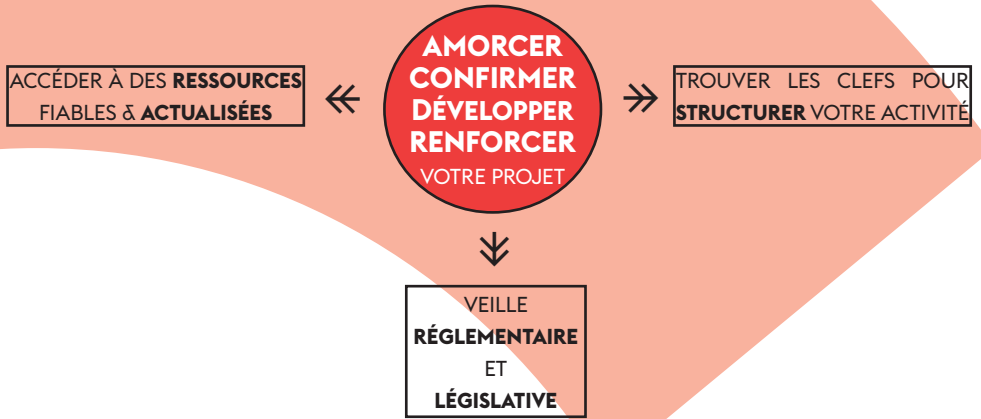 AMORCER
CONFIRMER
DÉVELOPPER
RENFORCER
VOTRE PROJET
ACCÉDER À DES RESSOURCES
FIABLES & ACTUALISÉES
TROUVER LES CLEFS POUR
STRUCTURER VOTRE ACTIVITÉ
VEILLE
RÉGLEMENTAIRE
ET
LÉGISLATIVE